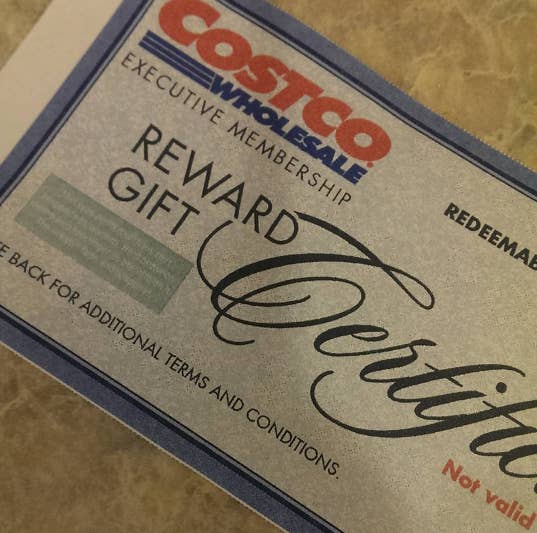 COSTCO
WHOLESALE
EXECUTIVE MEMBERSHIP
REWARD
GIFT
REDEEMAB
Certific
BACK FOR ADDITIONAL TERMS AND CONDITIONS.
Not valid